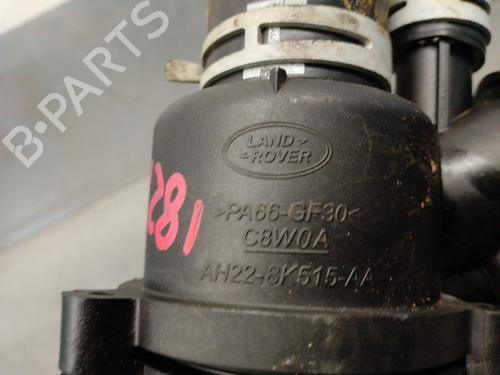 B-PARTS
LAND>
<ROVER
>PA66-GF30<
C8W0A
AH22-8K515-AA
281